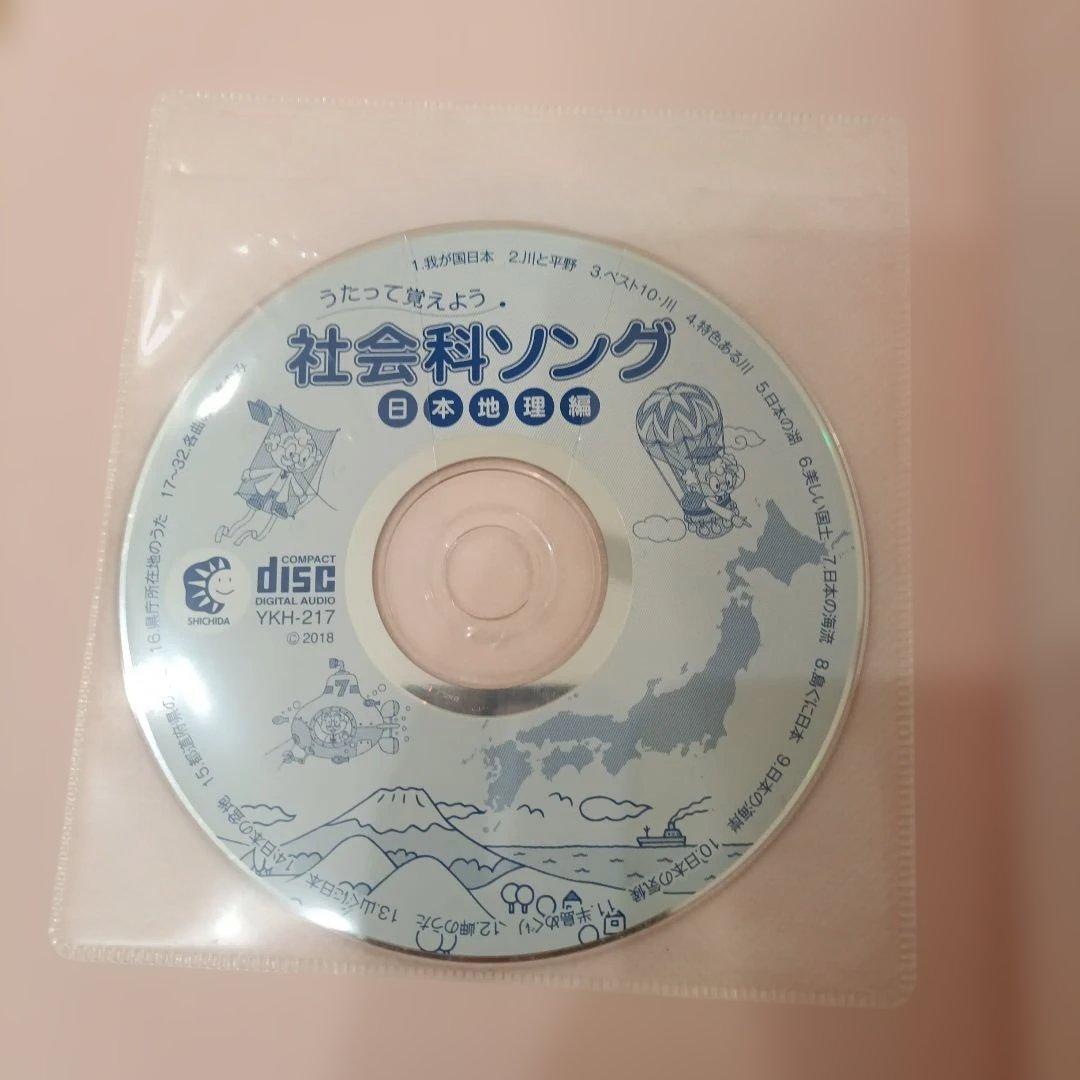 うたって覚えよう
社会科ソング
日本地理編
1.我が国日本
2.川と平野
3.ベスト10・川
4.特色ある川
5.日本の湖
6.美しい国土
7.日本の海流
8.島ぐに日本
9.日本の海岸
10.日本の気候
11.半島めぐり
12.岬のうた
13.山ぐに日本
14.日本の盆地
15.都道府県の
16.県庁所在地のうた
17〜32.各曲
SHICHIDA
COMPACT
disc
DIGITAL AUDIO
YKH-217
©2018
7